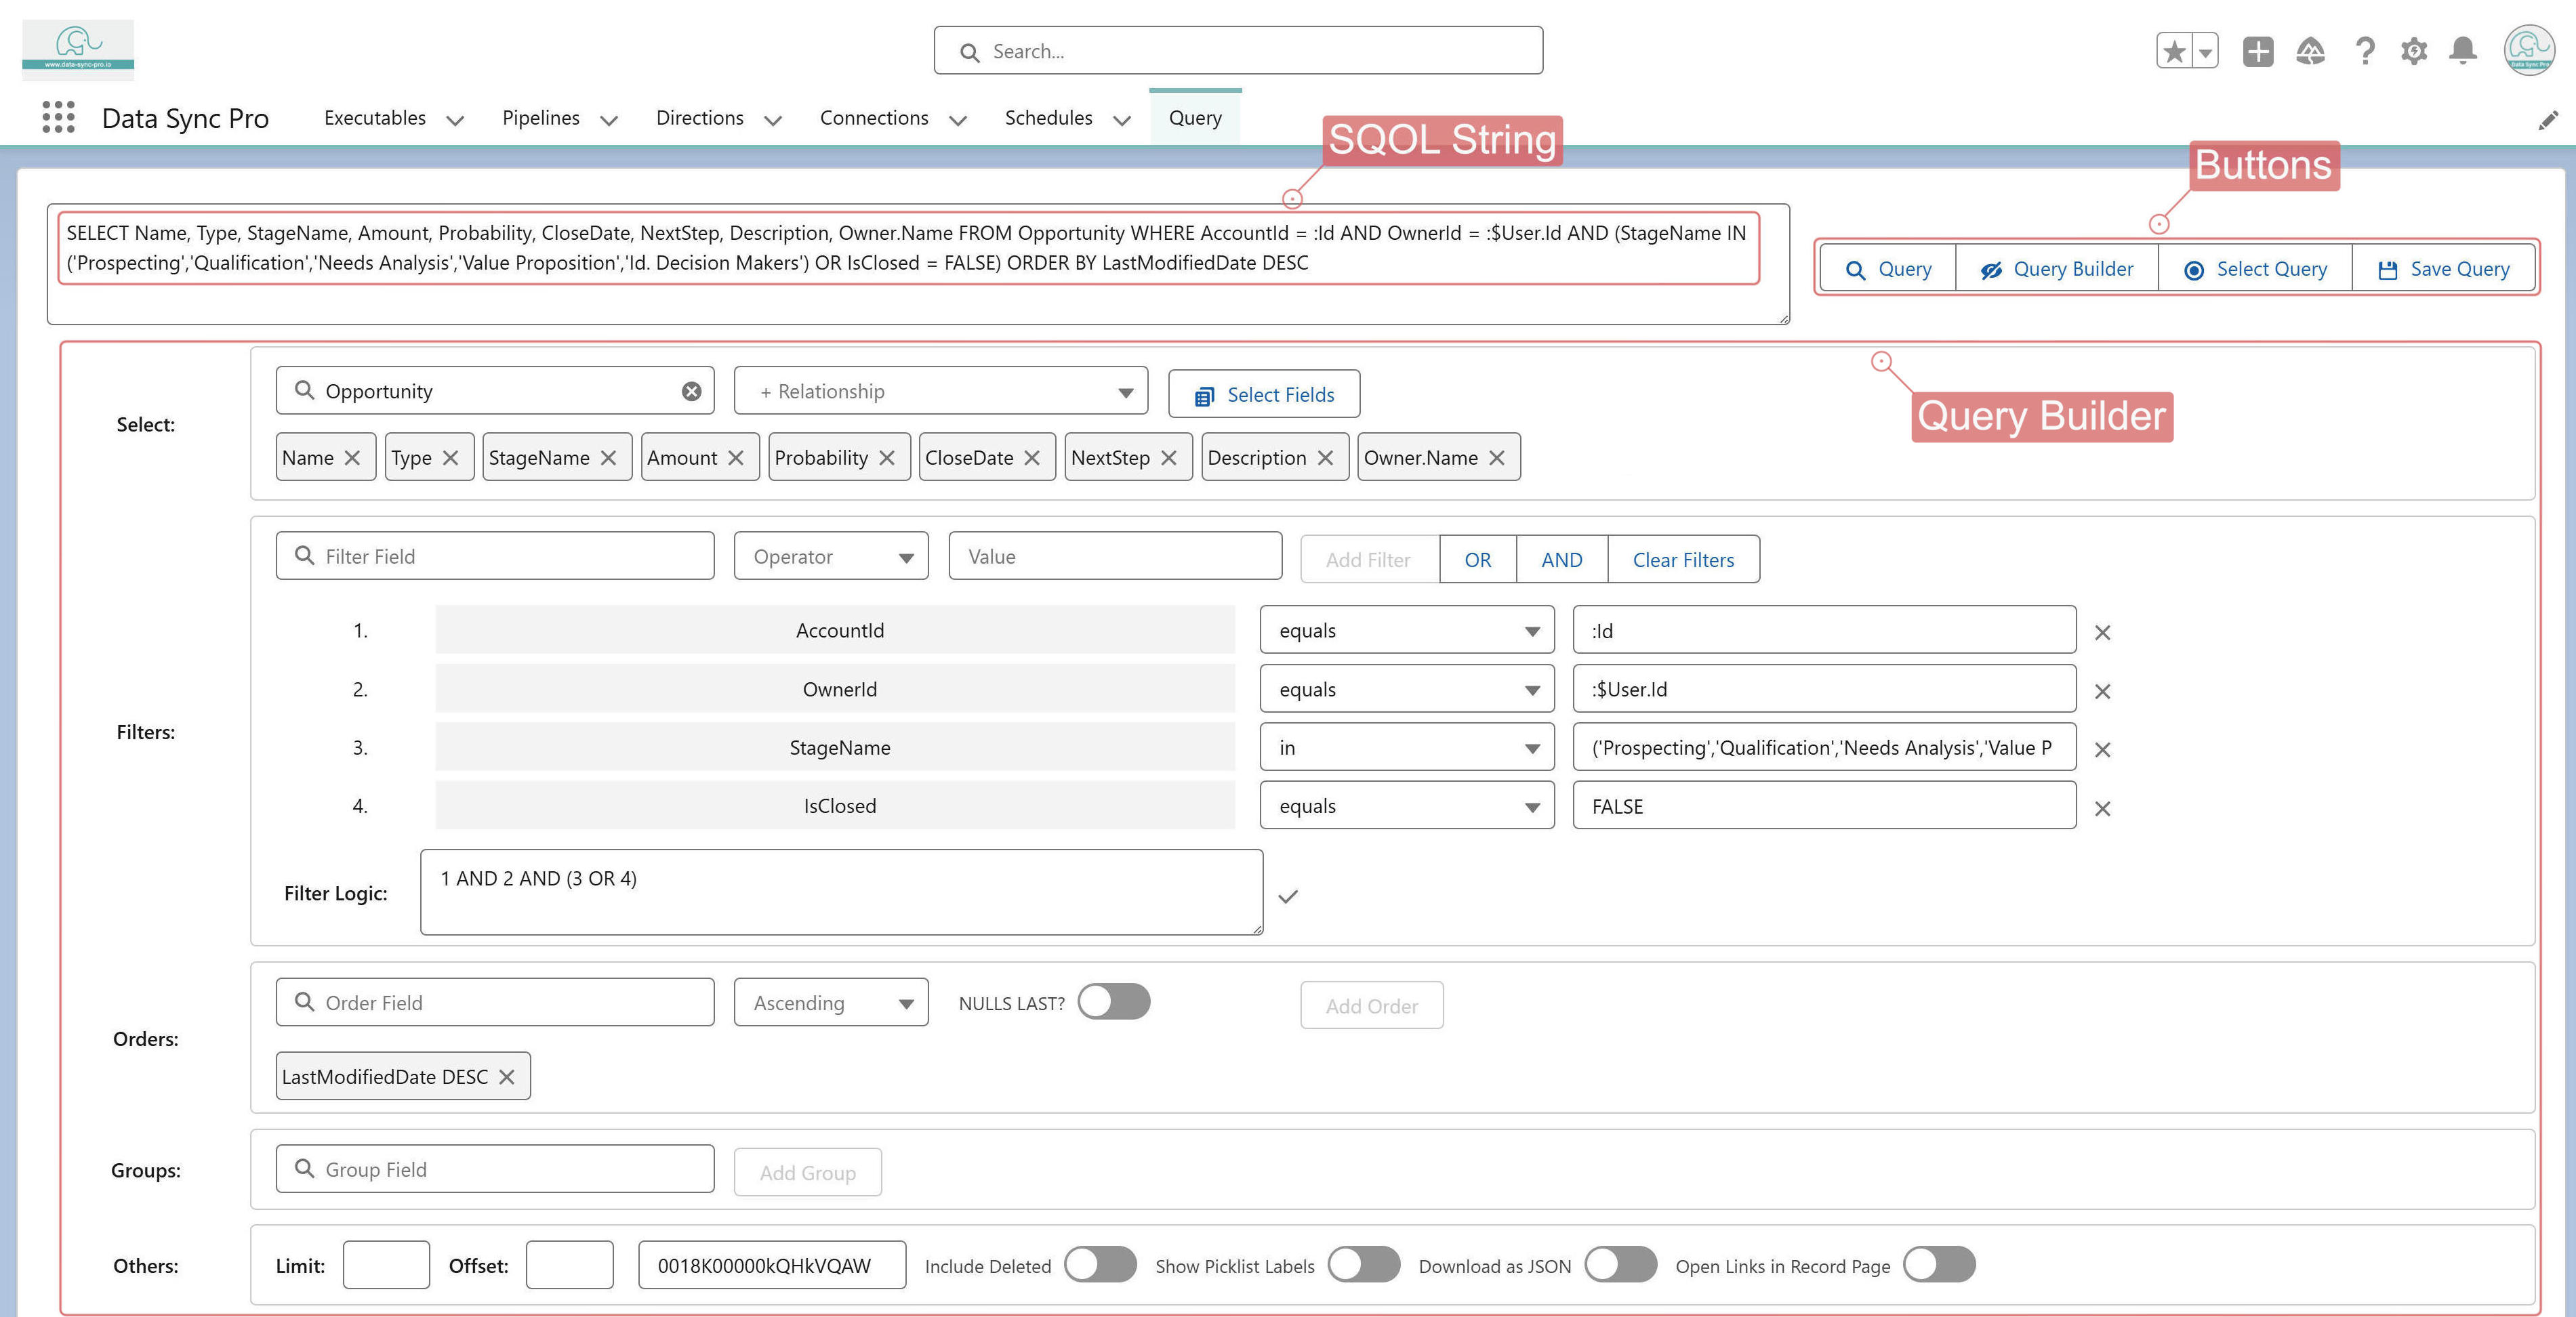 www.data-sync-pro.io
Search...
Data Sync Pro
Data Sync Pro
Executables
Pipelines
Directions
Connections
Schedules
Query
SQOL String
Buttons
SELECT Name, Type, StageName, Amount, Probability, CloseDate, NextStep, Description, Owner.Name FROM Opportunity WHERE AccountId = :Id AND OwnerId = :$User.Id AND (StageName IN
('Prospecting','Qualification','Needs Analysis','Value Proposition','Id. Decision Makers') OR IsClosed = FALSE) ORDER BY LastModifiedDate DESC
Query
Query Builder
Select Query
Save Query
Select:
Opportunity
+ Relationship
Select Fields
Query Builder
Name
Type
StageName
Amount
Probability
CloseDate
NextStep
Description
Owner.Name
Filters:
Filter Field
Operator
Value
Add Filter
OR
AND
Clear Filters
1. AccountId equals :Id
2. OwnerId equals :$User.Id
3. StageName in ('Prospecting','Qualification','Needs Analysis','Value P
4. IsClosed equals FALSE
Filter Logic: 1 AND 2 AND (3 OR 4)
Orders:
Order Field
Ascending
NULLS LAST?
Add Order
LastModifiedDate DESC
Groups:
Group Field
Add Group
Others:
Limit:
Offset:
0018K00000kQHkVQAW
Include Deleted
Show Picklist Labels
Download as JSON
Open Links in Record Page